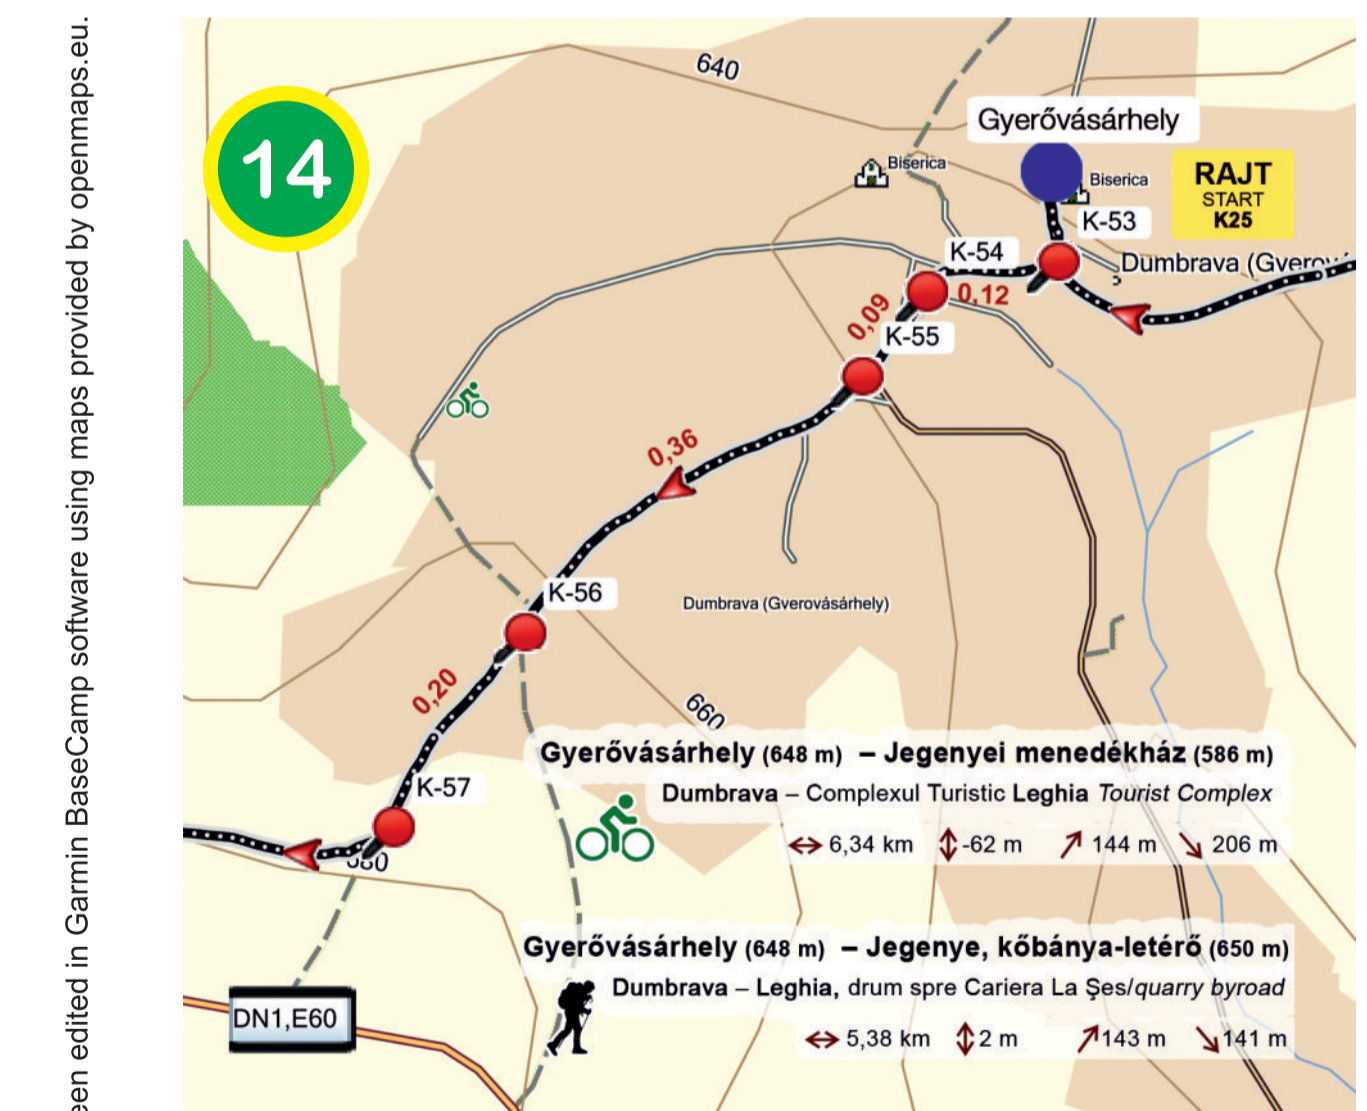 een edited in Garmin BaseCamp software using maps provided by openmaps.eu.
14
640
Gyerővásárhely
Biserica
Biserica
RAJT
START
K25
K-53
K-54
Dumbrava (Gverov
0,12
0,09
K-55
0,36
K-56
Dumbrava (Gverovásárhely)
0,20
660
K-57
Gyerővásárhely (648 m) – Jegenyei menedékház (586 m)
Dumbrava – Complexul Turistic Leghia Tourist Complex
6,34 km -62 m 144 m 206 m
Gyerővásárhely (648 m) – Jegenye, kőbánya-letérő (650 m)
Dumbrava – Leghia, drum spre Cariera La Şes/quarry byroad
5,38 km 2 m 143 m 141 m
DN1,E60